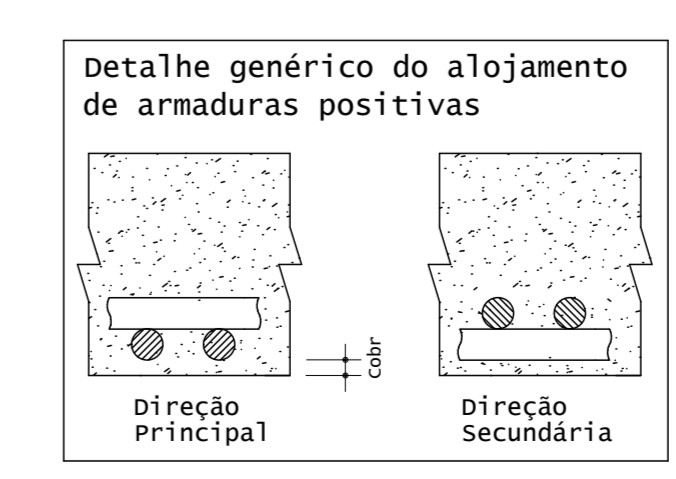 Detalhe genérico do alojamento
de armaduras positivas
Cobr
Direção
Principal
Direção
Secundária